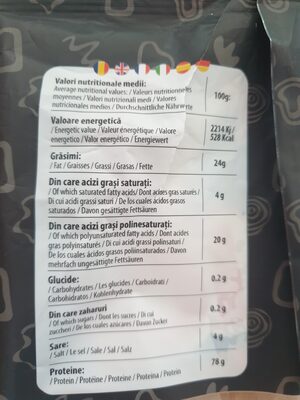 Valori nutritionale medii:
Average nutritional values: / Valeurs nutritionnelles
moyennes / Valori nutrizionali medi / Valores
nutricionales medios / Durchschnittliche Nährwerte
100g:
Valoare energetică
/ Energetic value / Valeur énergétique / Valore
energetico / Valor energético / Energiewert
2214 Kj /
528 Kcal
Grăsimi:
/ Fat / Graisses / Grassi / Grasas / Fette
24g
Din care acizi grași saturați:
/ Of which saturated fatty acids / Dont acides gras saturés /
Di cui acidi grassi saturi / De los cuales ácidos grasos
saturados / Davon gesättigte Fettsäuren
4 g
Din care acizi grași polinesaturați:
/ Of which polyunsaturated fatty acids / Dont acides
gras polyinsaturés / Di cui acidi grassi polinsaturi /
De los cuales ácidos grasos poliinsaturados / Davon
mehrfach ungesättigte Fettsäuren
20 g
Glucide:
/ Carbohydrates / Les glucides / Carboidrati /
Carbohidratos / Kohlenhydrate
0.2 g
Din care zaharuri
/ Of which sugars / Dont les sucres / Di cui
zuccheri / De los cuales azúcares / Davon Zucker
0.2 g
Sare:
/ Salt / Le sel / Sale / Sal / Salz
4 g
Proteine:
/ Protein / Protéine / Proteine / Proteina / Protein
78 g